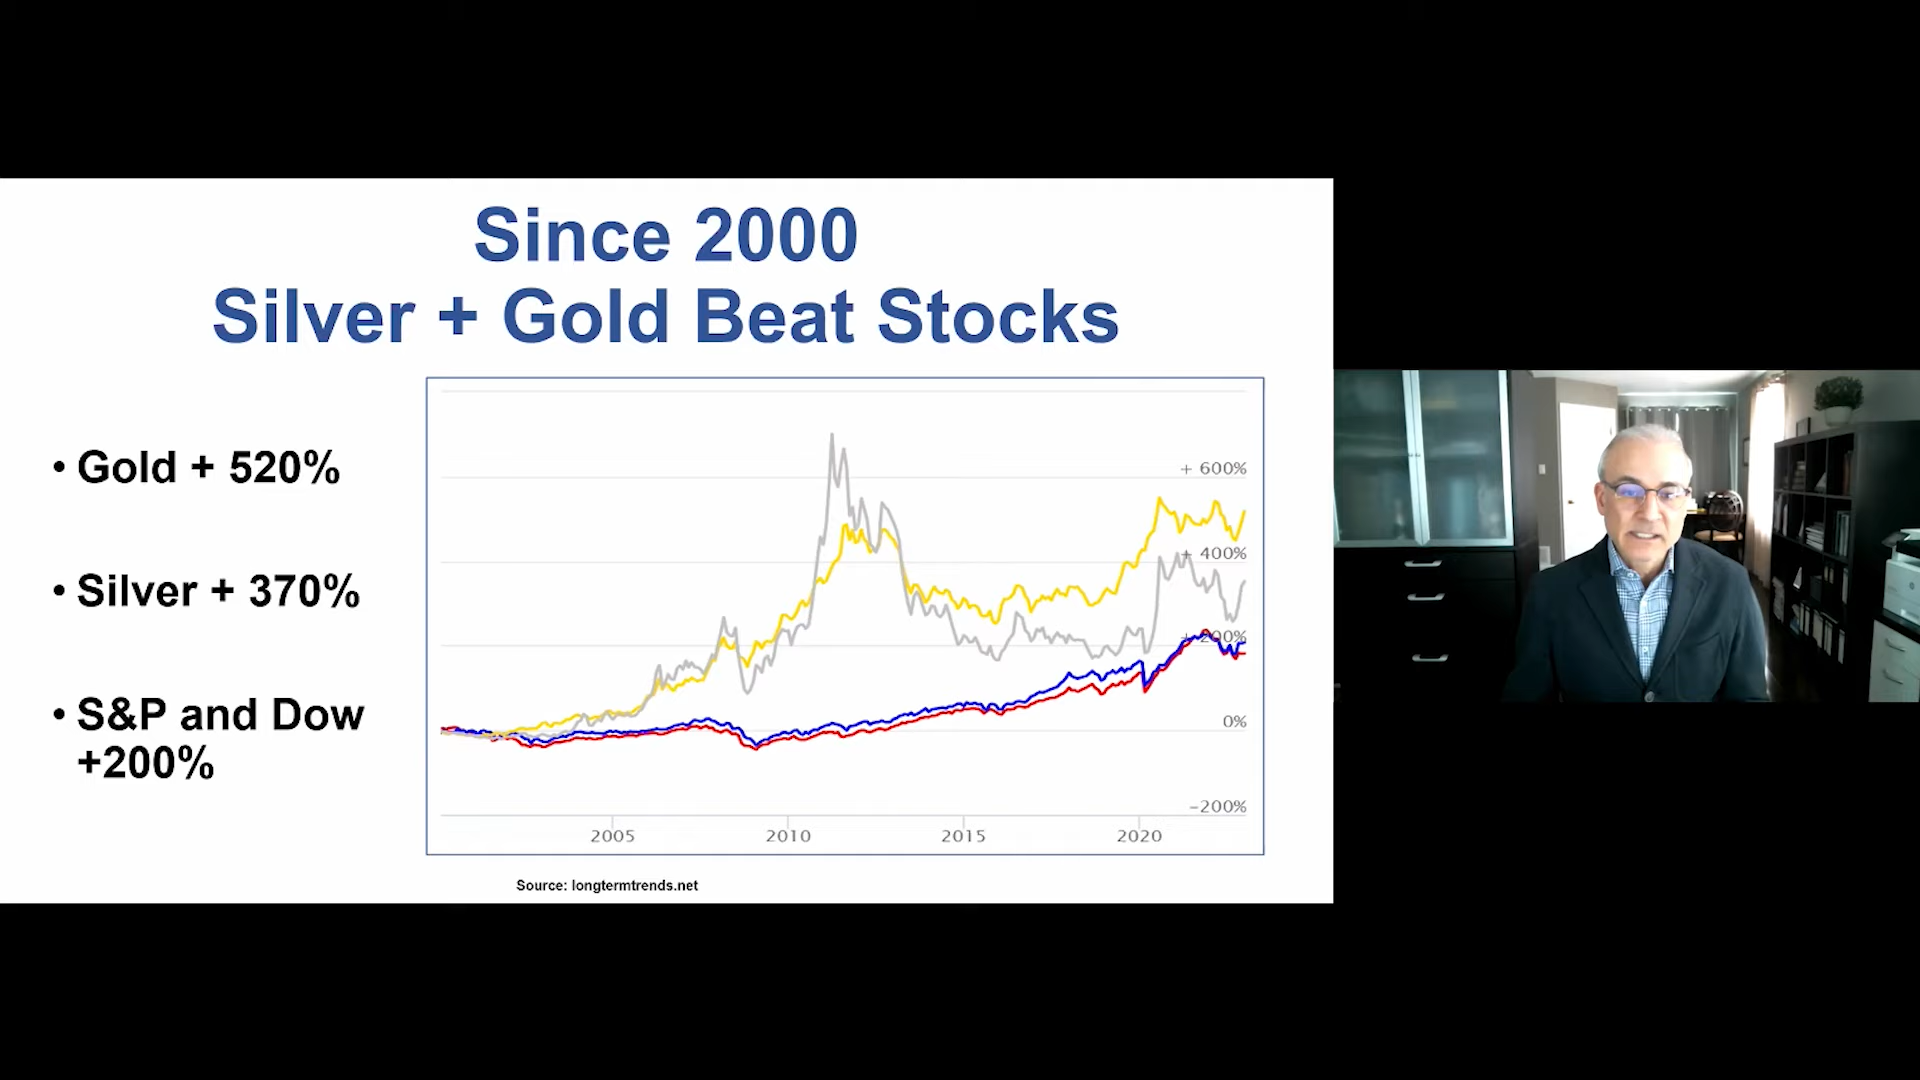 Since 2000
Silver + Gold Beat Stocks
• Gold + 520%
• Silver + 370%
• S&P and Dow
+200%
+ 600%
+ 400%
+ 200%
0%
-200%
2005
2010
2015
2020
Source: longtermtrends.net